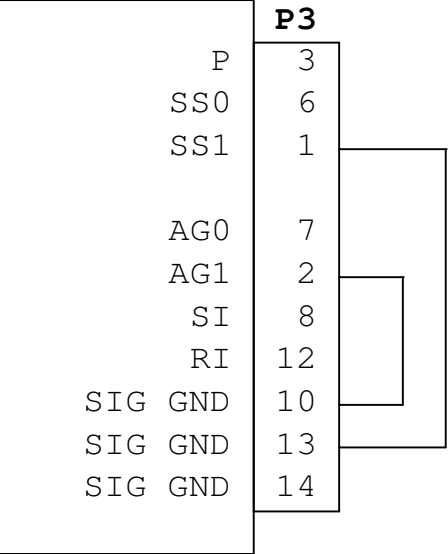 P3
P 3
SS0 6
SS1 1
AG0 7
AG1 2
SI 8
RI 12
SIG GND 10
SIG GND 13
SIG GND 14